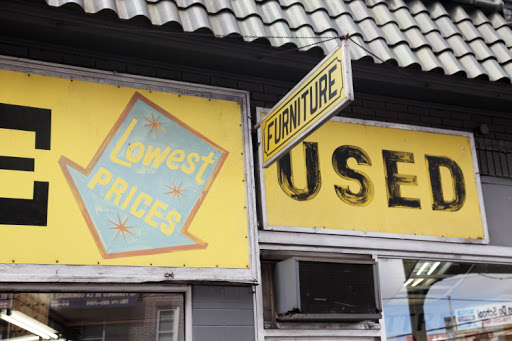 E
Lowest
PRICES
FURNITURE
USED